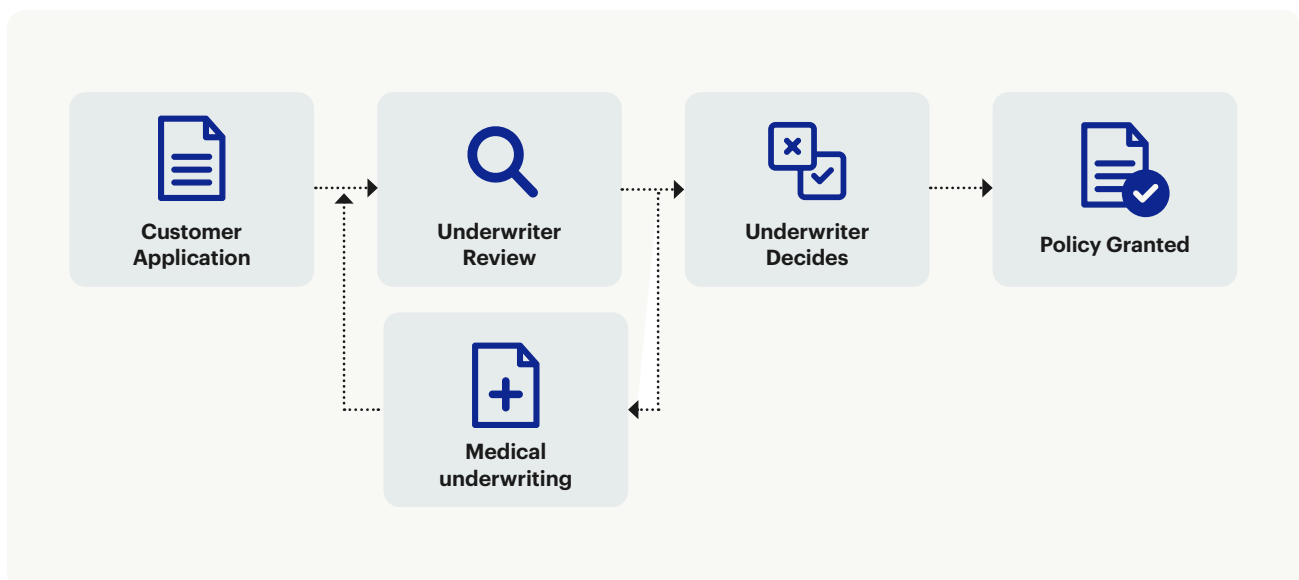 Customer
Application
Underwriter
Review
Underwriter
Decides
Policy Granted
Medical
underwriting